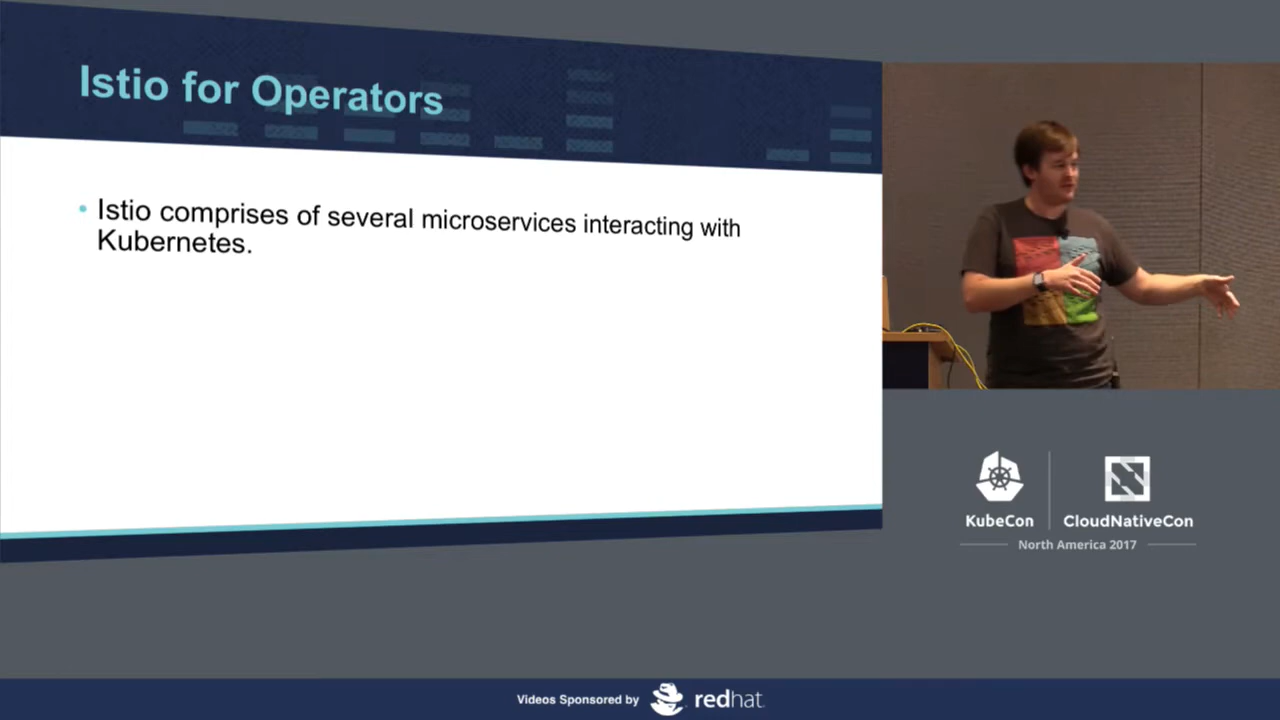 Istio for Operators
• Istio comprises of several microservices interacting with
Kubernetes.
KubeCon
CloudNativeCon
North America 2017
Videos Sponsored by redhat.